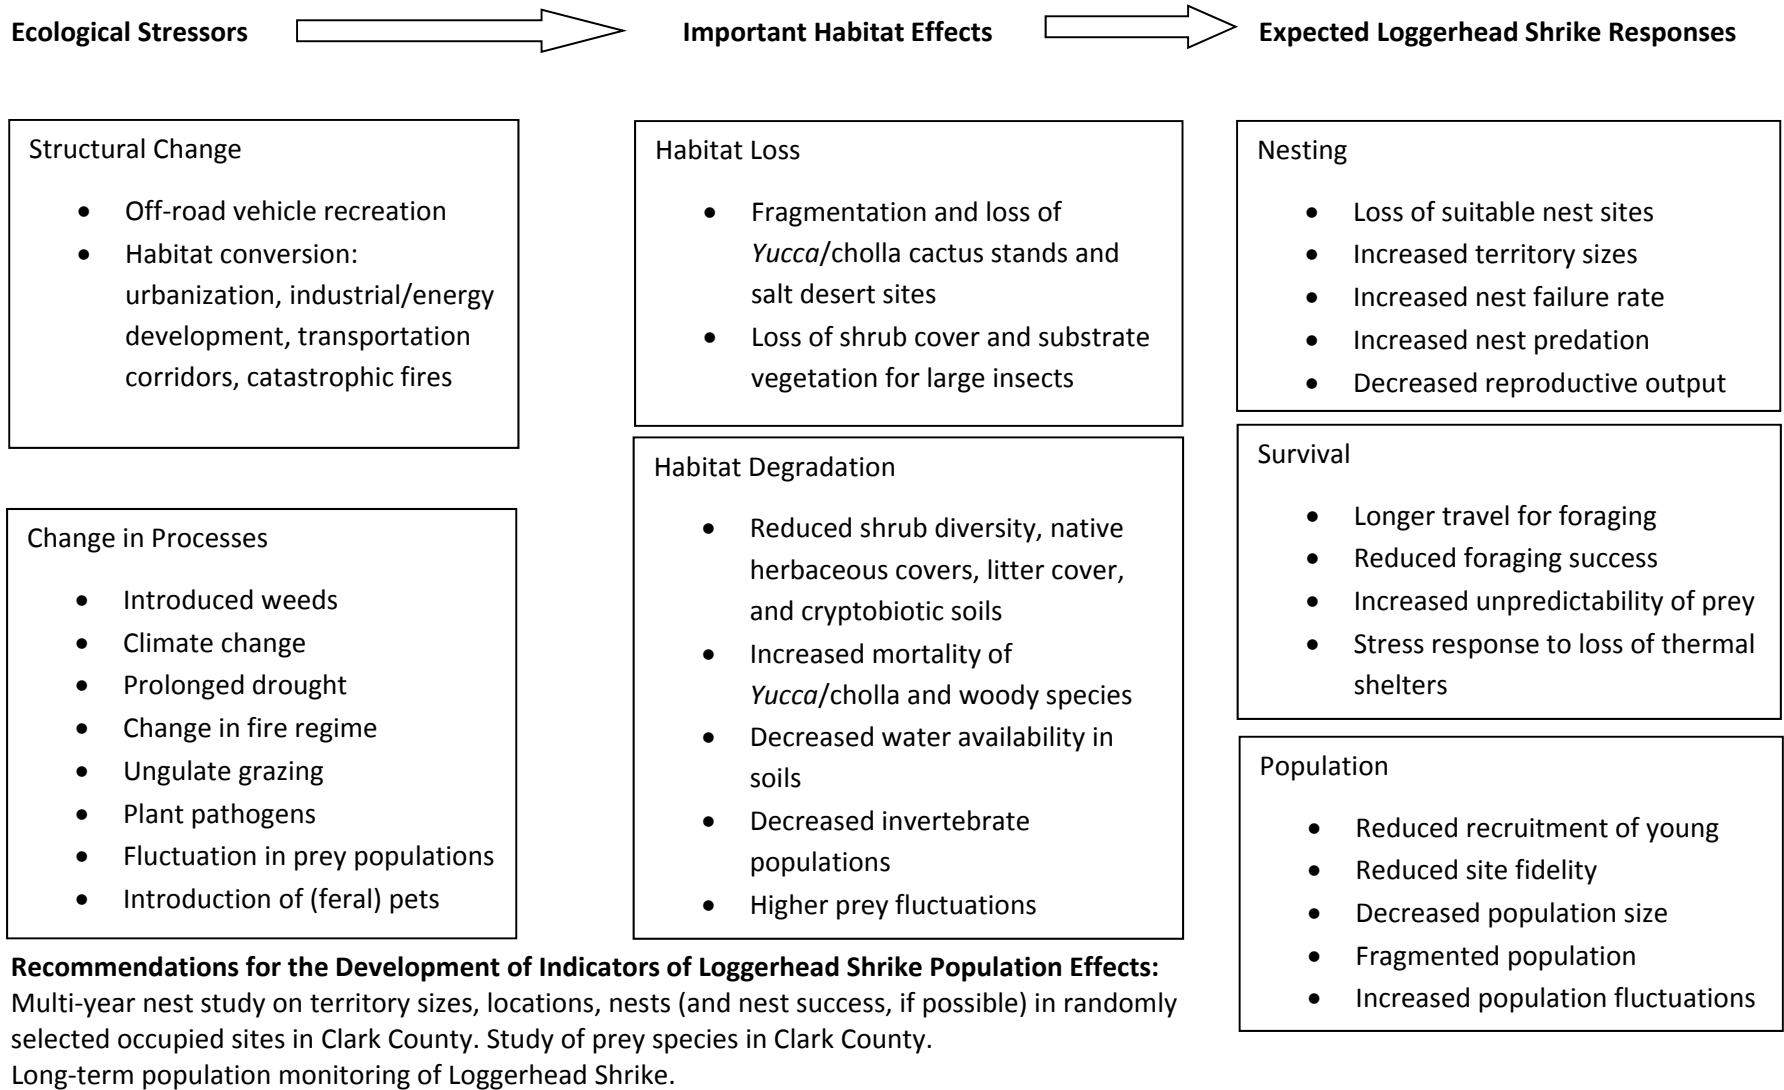 Ecological Stressors
Important Habitat Effects
Expected Loggerhead Shrike Responses
Structural Change
• Off-road vehicle recreation
• Habitat conversion:
urbanization, industrial/energy
development, transportation
corridors, catastrophic fires
Change in Processes
• Introduced weeds
• Climate change
• Prolonged drought
• Change in fire regime
• Ungulate grazing
• Plant pathogens
• Fluctuation in prey populations
• Introduction of (feral) pets
Habitat Loss
• Fragmentation and loss of
Yucca/cholla cactus stands and
salt desert sites
• Loss of shrub cover and substrate
vegetation for large insects
Habitat Degradation
• Reduced shrub diversity, native
herbaceous covers, litter cover,
and cryptobiotic soils
• Increased mortality of
Yucca/cholla and woody species
• Decreased water availability in
soils
• Decreased invertebrate
populations
• Higher prey fluctuations
Nesting
• Loss of suitable nest sites
• Increased territory sizes
• Increased nest failure rate
• Increased nest predation
• Decreased reproductive output
Survival
• Longer travel for foraging
• Reduced foraging success
• Increased unpredictability of prey
• Stress response to loss of thermal
shelters
Population
• Reduced recruitment of young
• Reduced site fidelity
• Decreased population size
• Fragmented population
• Increased population fluctuations
Recommendations for the Development of Indicators of Loggerhead Shrike Population Effects:
Multi-year nest study on territory sizes, locations, nests (and nest success, if possible) in randomly
selected occupied sites in Clark County. Study of prey species in Clark County.
Long-term population monitoring of Loggerhead Shrike.